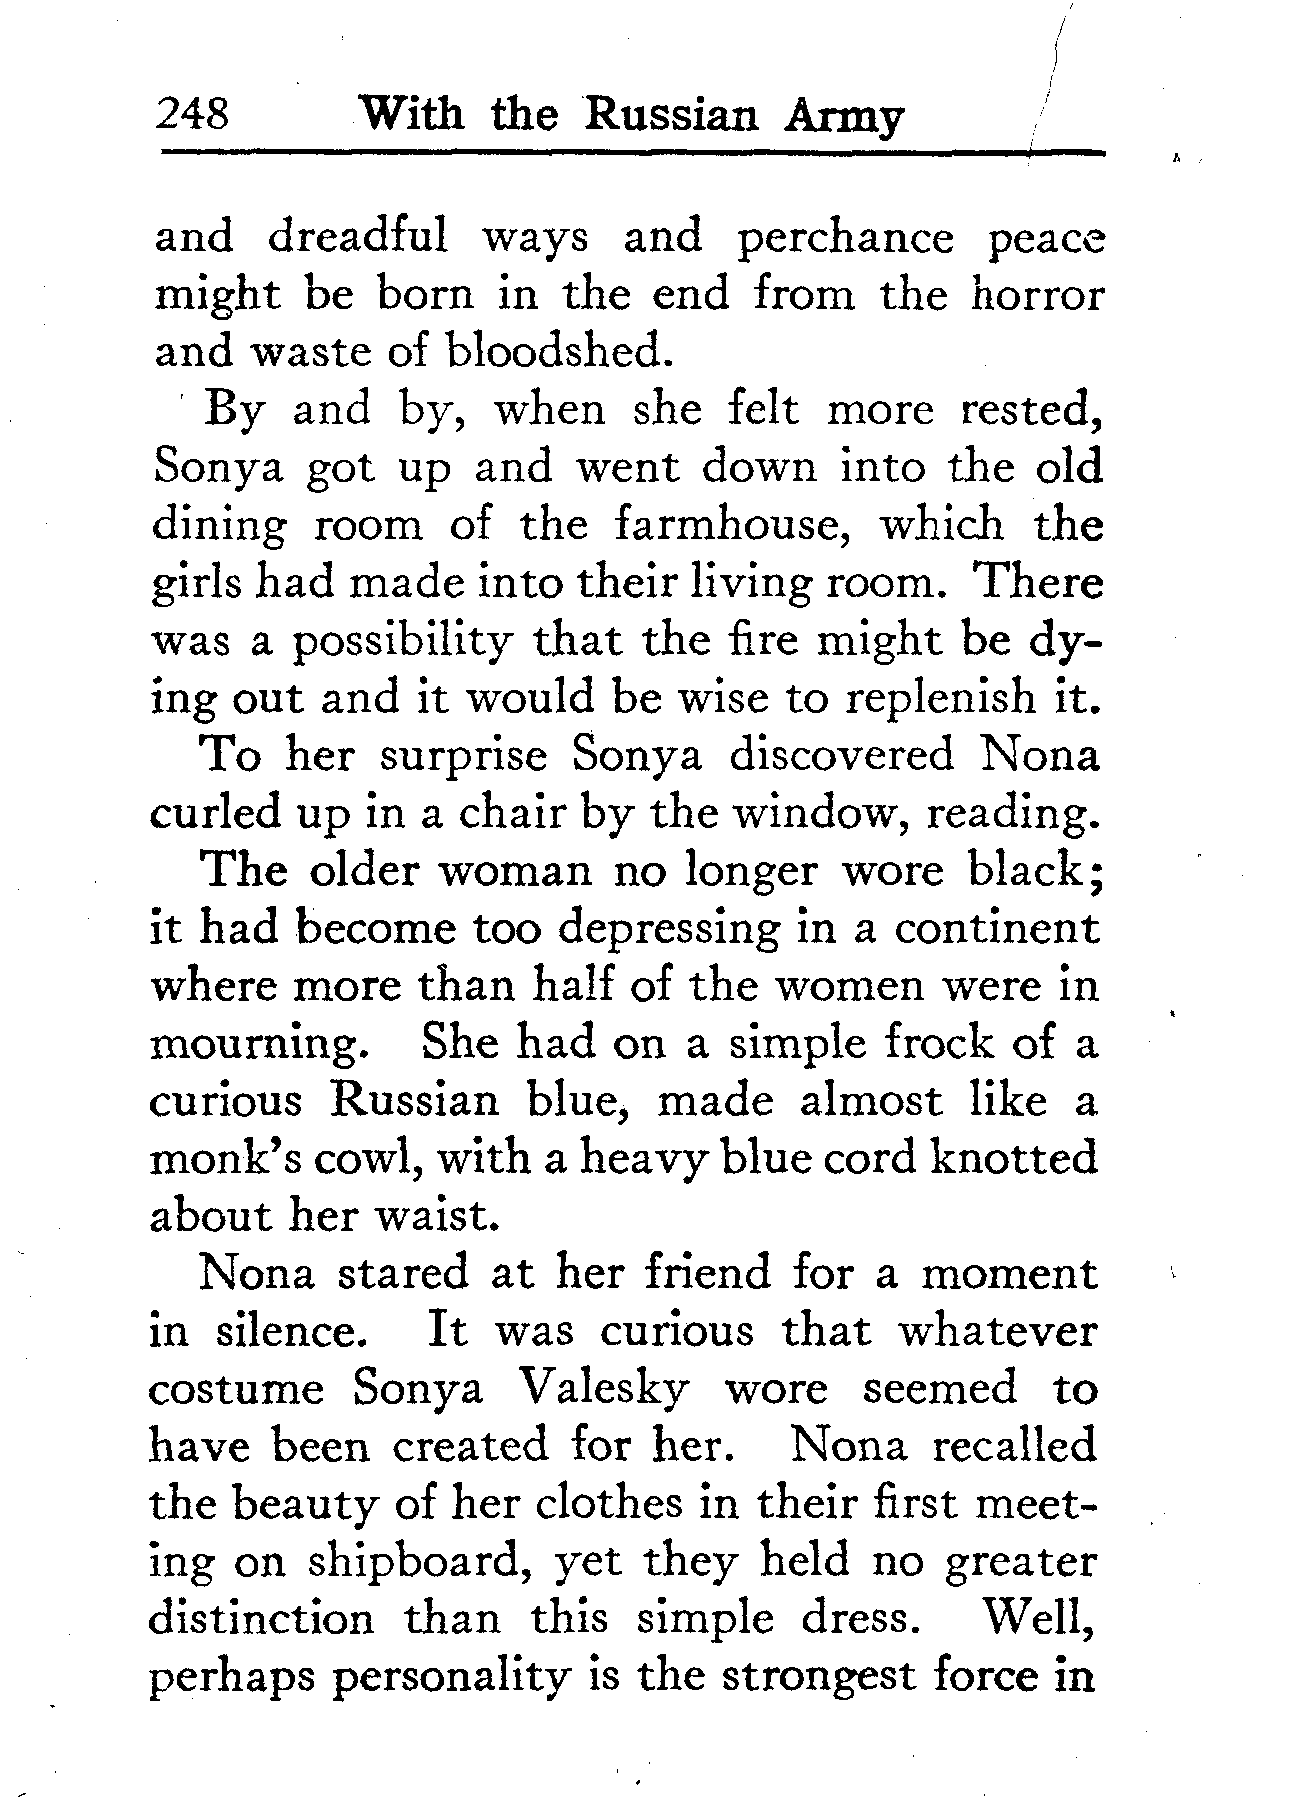 248 With the Russian Army
and dreadful ways and perchance peace
might be born in the end from the horror
and waste of bloodshed.
By and by, when she felt more rested,
Sonya got up and went down into the old
dining room of the farmhouse, which the
girls had made into their living room. There
was a possibility that the fire might be dy-
ing out and it would be wise to replenish it.
To her surprise Sonya discovered Nona
curled up in a chair by the window, reading.
The older woman no longer wore black;
it had become too depressing in a continent
where more than half of the women were in
mourning. She had on a simple frock of a
curious Russian blue, made almost like a
monk's cowl, with a heavy blue cord knotted
about her waist.
Nona stared at her friend for a moment
in silence. It was curious that whatever
costume Sonya Valesky wore seemed to
have been created for her. Nona recalled
the beauty of her clothes in their first meet-
ing on shipboard, yet they held no greater
distinction than this simple dress. Well,
perhaps personality is the strongest force in